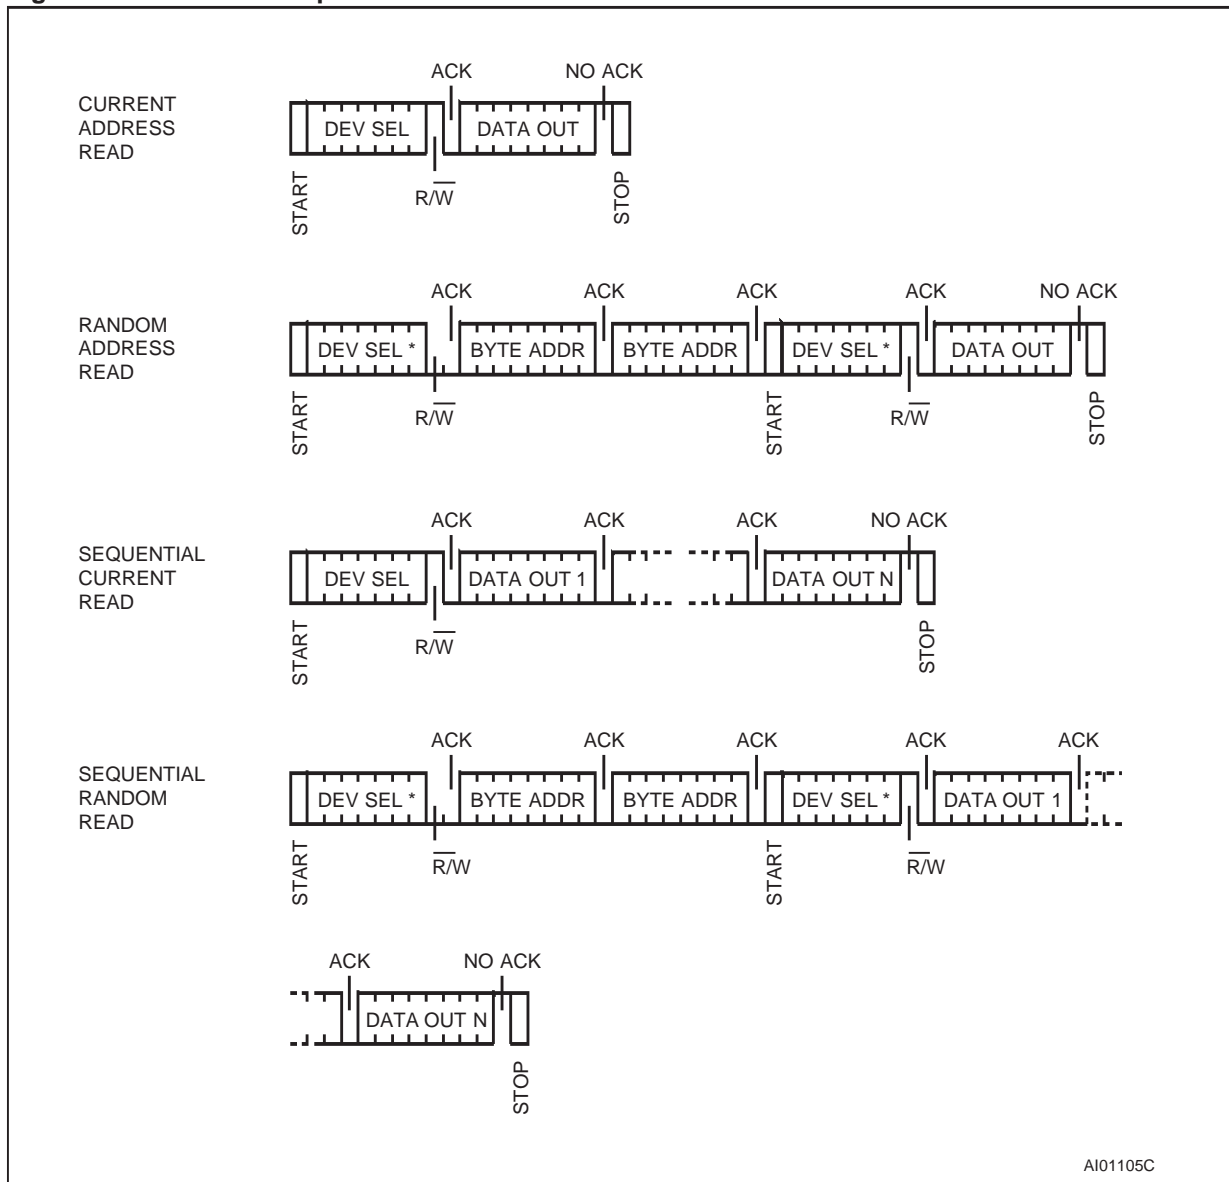 ACK NO ACK
CURRENT
ADDRESS
READ
DEV SEL DATA OUT
START R/W̅ STOP
ACK ACK ACK ACK NO ACK
RANDOM
ADDRESS
READ
DEV SEL * BYTE ADDR BYTE ADDR DEV SEL * DATA OUT
START R/W̅ START R/W̅ STOP
ACK ACK ACK NO ACK
SEQUENTIAL
CURRENT
READ
DEV SEL DATA OUT 1 DATA OUT N
START R/W̅ STOP
ACK ACK ACK ACK ACK
SEQUENTIAL
RANDOM
READ
DEV SEL * BYTE ADDR BYTE ADDR DEV SEL * DATA OUT 1
START R̅/W START R̅/W
ACK NO ACK
DATA OUT N
STOP
AI01105C